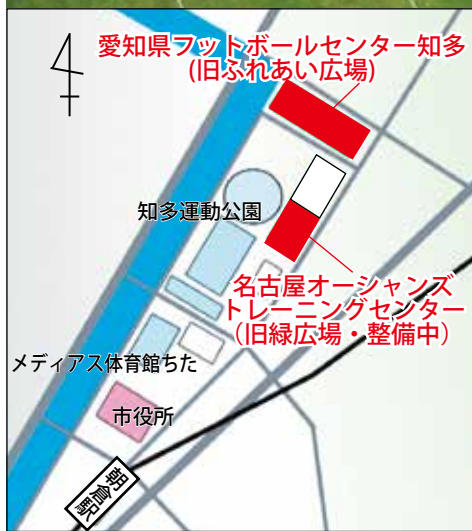 愛知県フットボールセンター知多
(旧ふれあい広場)
知多運動公園
名古屋オーシャンズ
トレーニングセンター
（旧緑広場・整備中）
メディアス体育館ちた
市役所
朝倉駅